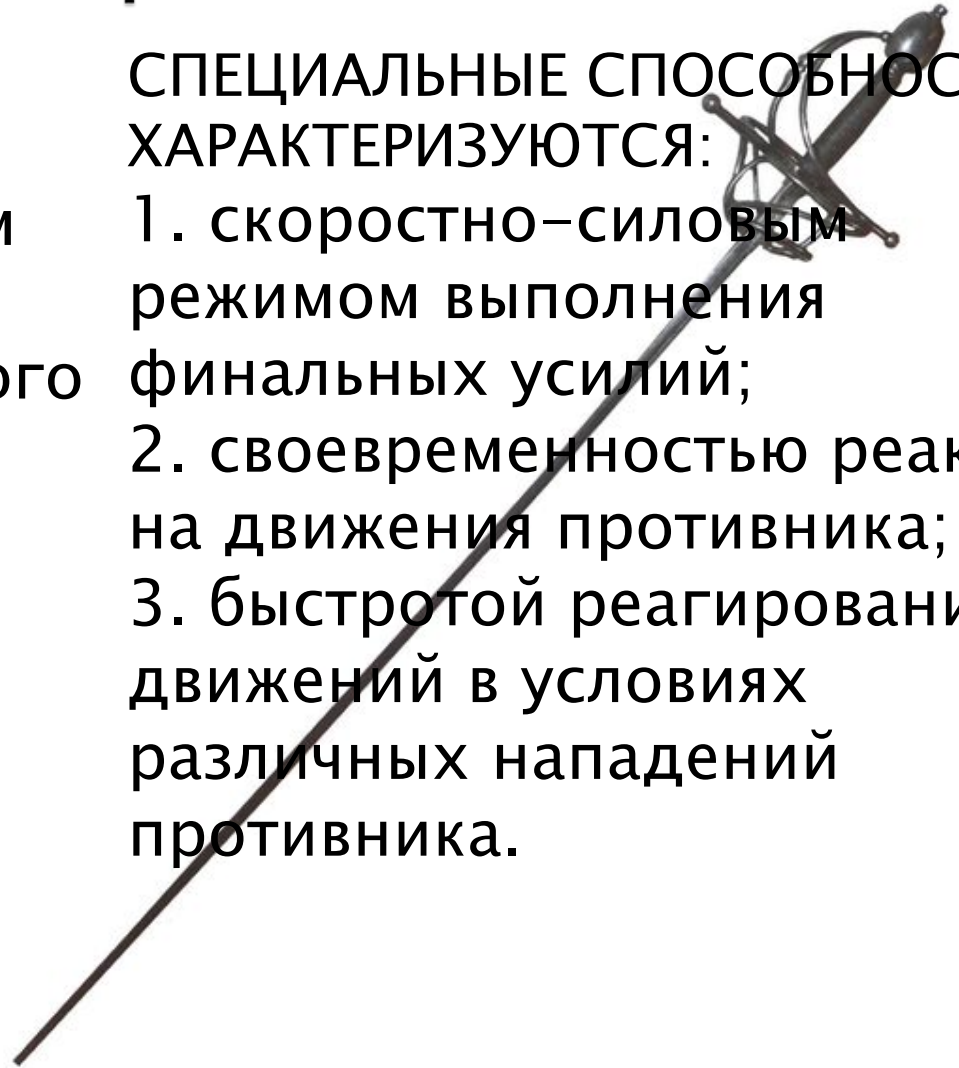 м
ого
СПЕЦИАЛЬНЫЕ СПОСОБНОС
ХАРАКТЕРИЗУЮТСЯ:
1. скоростно-силовым
режимом выполнения
финальных усилий;
2. своевременностью реак
на движения противника;
3. быстротой реагировани
движений в условиях
различных нападений
противника.